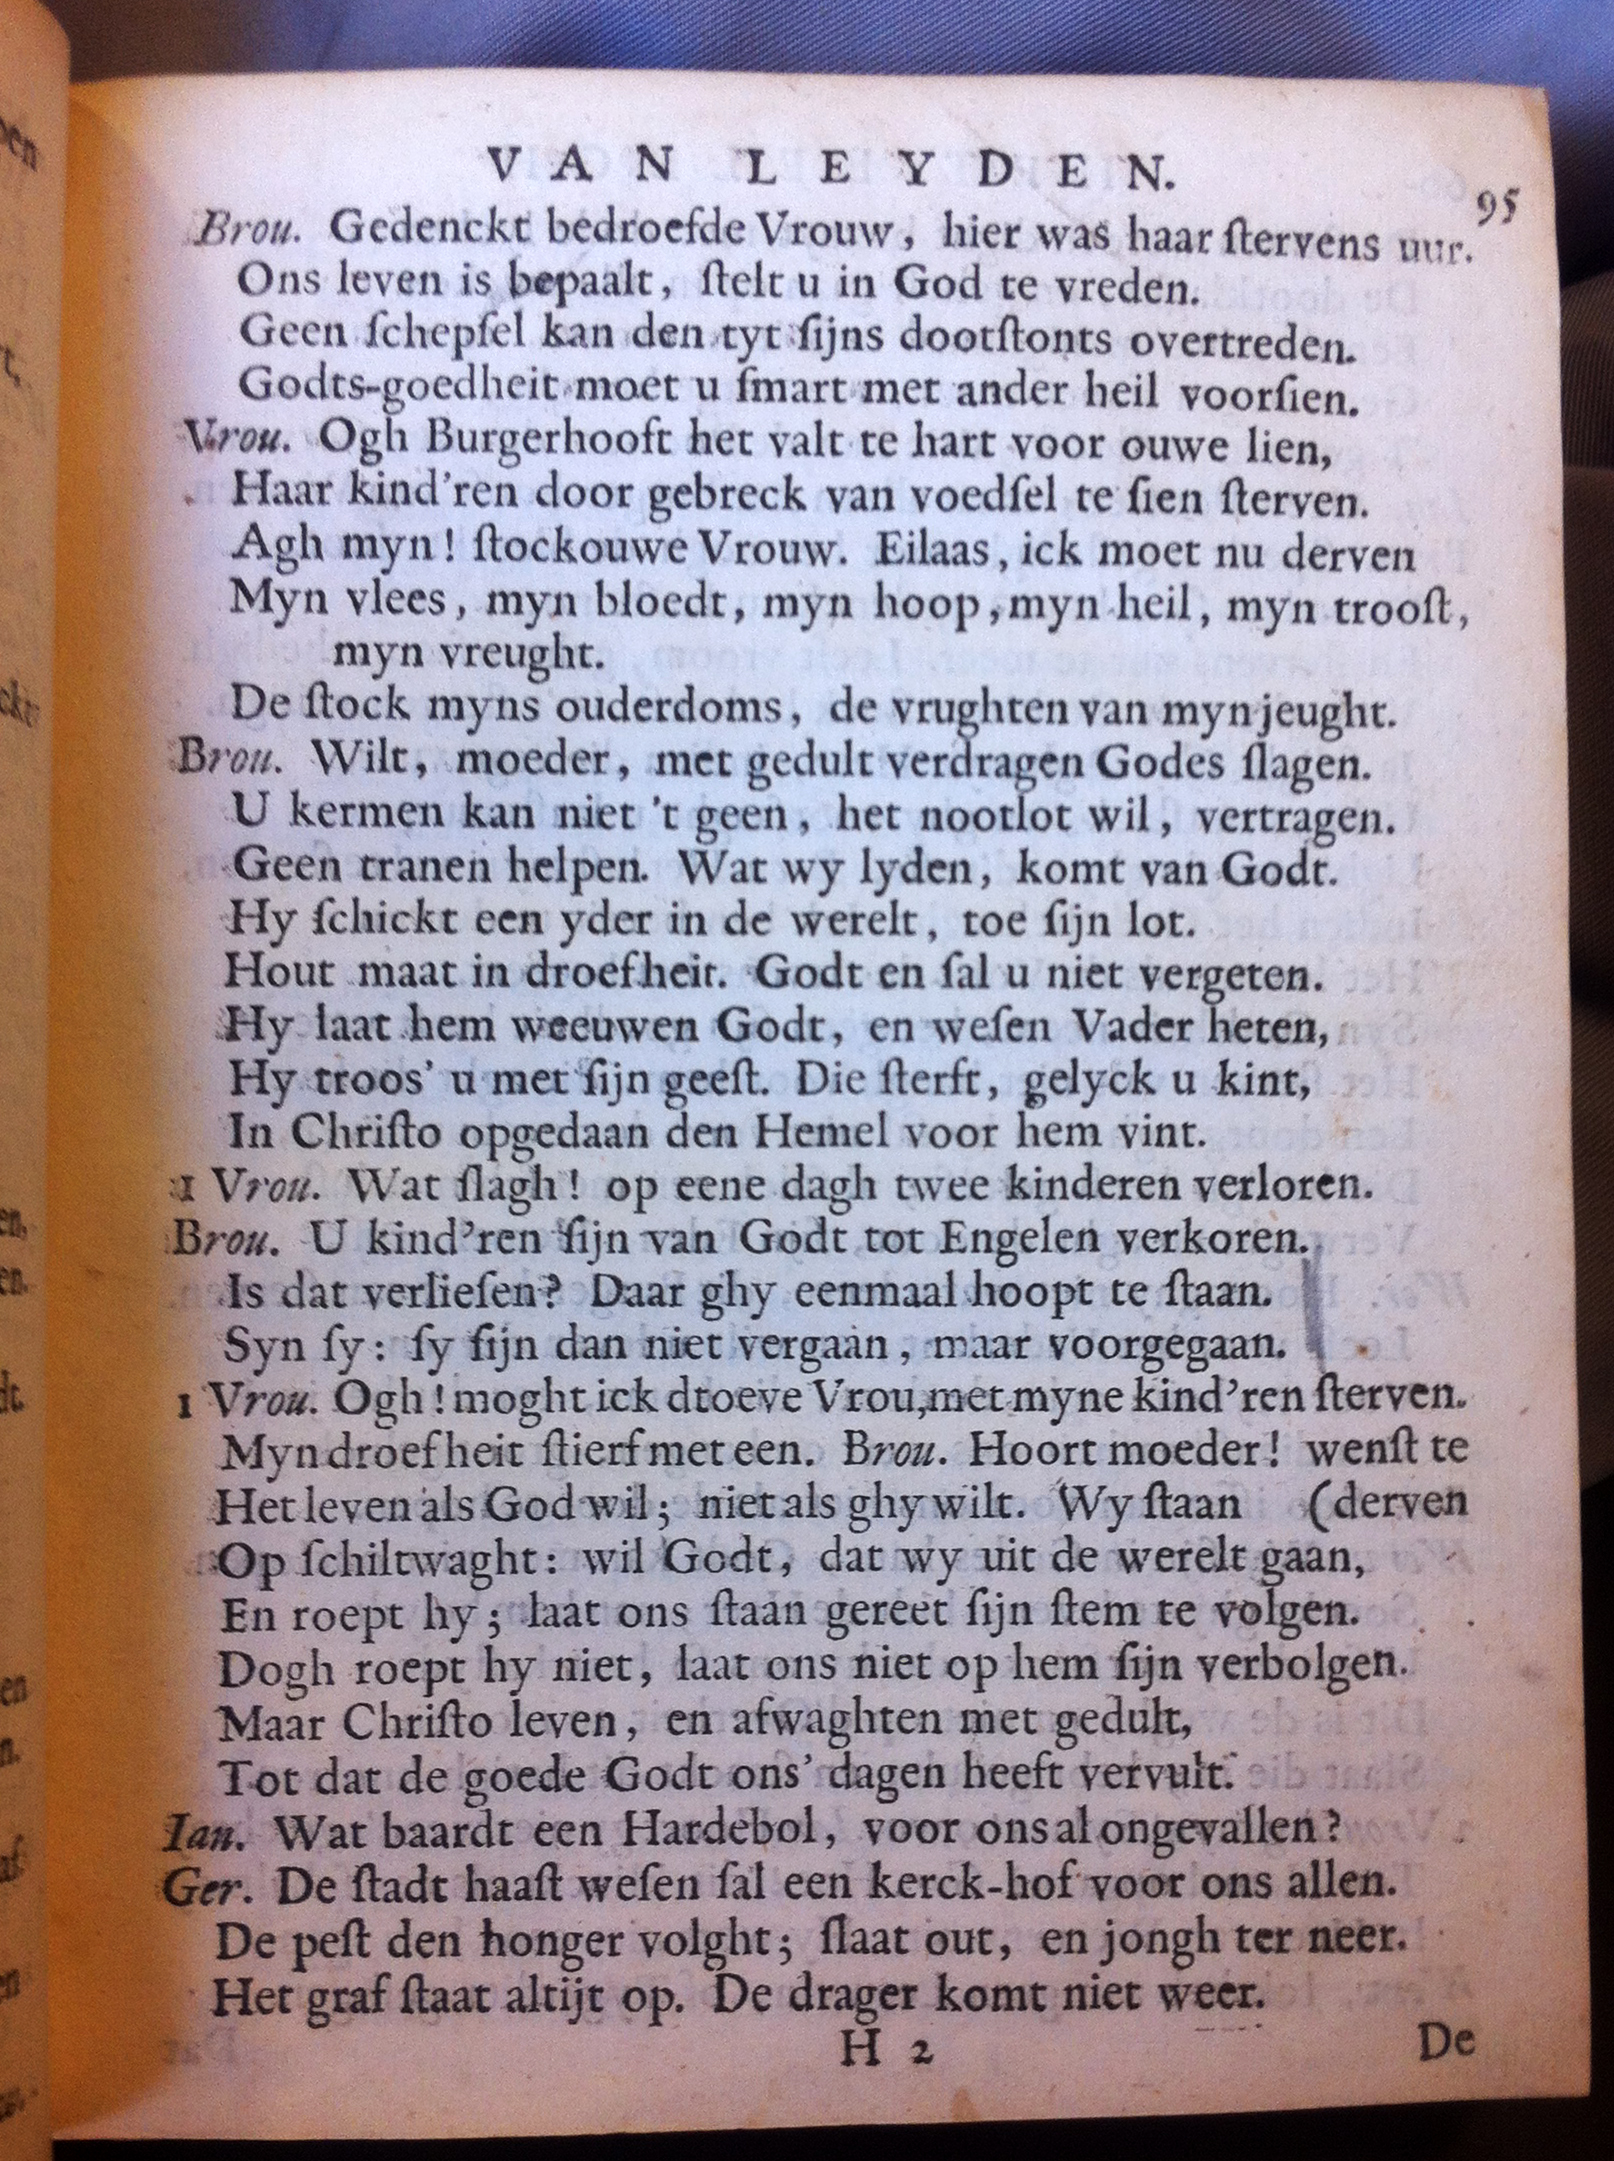 VAN LEYDEN.
95
Brou. Gedenckt bedroefde Vrouw, hier was haar ſtervens uur.
Ons leven is bepaalt, ſtelt u in God te vreden.
Geen ſchepſel kan den tyt ſijns dootſtonts overtreden.
Godts-goedheit moet u ſmart met ander heil voorſien.
Vrou. Ogh Burgerhooft het valt te hart voor ouwe lien,
Haar kind'ren door gebreck van voedſel te ſien ſterven.
Agh myn! ſtockouwe Vrouw. Eilaas, ick moet nu derven
Myn vlees, myn bloedt, myn hoop, myn heil, myn trooſt,
myn vreught.
De ſtock myns ouderdoms, de vrughten van myn jeught.
Brou. Wilt, moeder, met gedult verdragen Godes ſlagen.
U kermen kan niet 't geen, het nootlot wil, vertragen.
Geen tranen helpen. Wat wy lyden, komt van Godt.
Hy ſchickt een yder in de werelt, toe ſijn lot.
Hout maat in droefheit. Godt en ſal u niet vergeten.
Hy laat hem weeuwen Godt, en weſen Vader heten,
Hy troos' u met ſijn geeſt. Die ſterft, gelyck u kint,
In Chriſto opgedaan den Hemel voor hem vint.
1 Vrou. Wat ſlagh! op eene dagh twee kinderen verloren.
Brou. U kind'ren ſijn van Godt tot Engelen verkoren.
Is dat verlieſen? Daar ghy eenmaal hoopt te ſtaan.
Syn ſy: ſy ſijn dan niet vergaan, maar voorgegaan.
1 Vrou. Ogh! moght ick dtoeve Vrou, met myne kind'ren ſterven.
Myn droefheit ſtierf met een. Brou. Hoort moeder! wenſt te
Het leven als God wil; niet als ghy wilt. Wy ſtaan (derven
Op ſchiltwaght: wil Godt, dat wy uit de werelt gaan,
En roept hy; laat ons ſtaan gereet ſijn ſtem te volgen.
Dogh roept hy niet, laat ons niet op hem ſijn verbolgen.
Maar Chriſto leven, en afwaghten met gedult,
Tot dat de goede Godt ons' dagen heeft vervult.
Ian. Wat baardt een Hardebol, voor ons al ongevallen?
Ger. De ſtadt haaſt weſen ſal een kerck-hof voor ons allen.
De peſt den honger volght; ſlaat out, en jongh ter neer.
Het graf ſtaat altijt op. De drager komt niet weer.
H 2
De